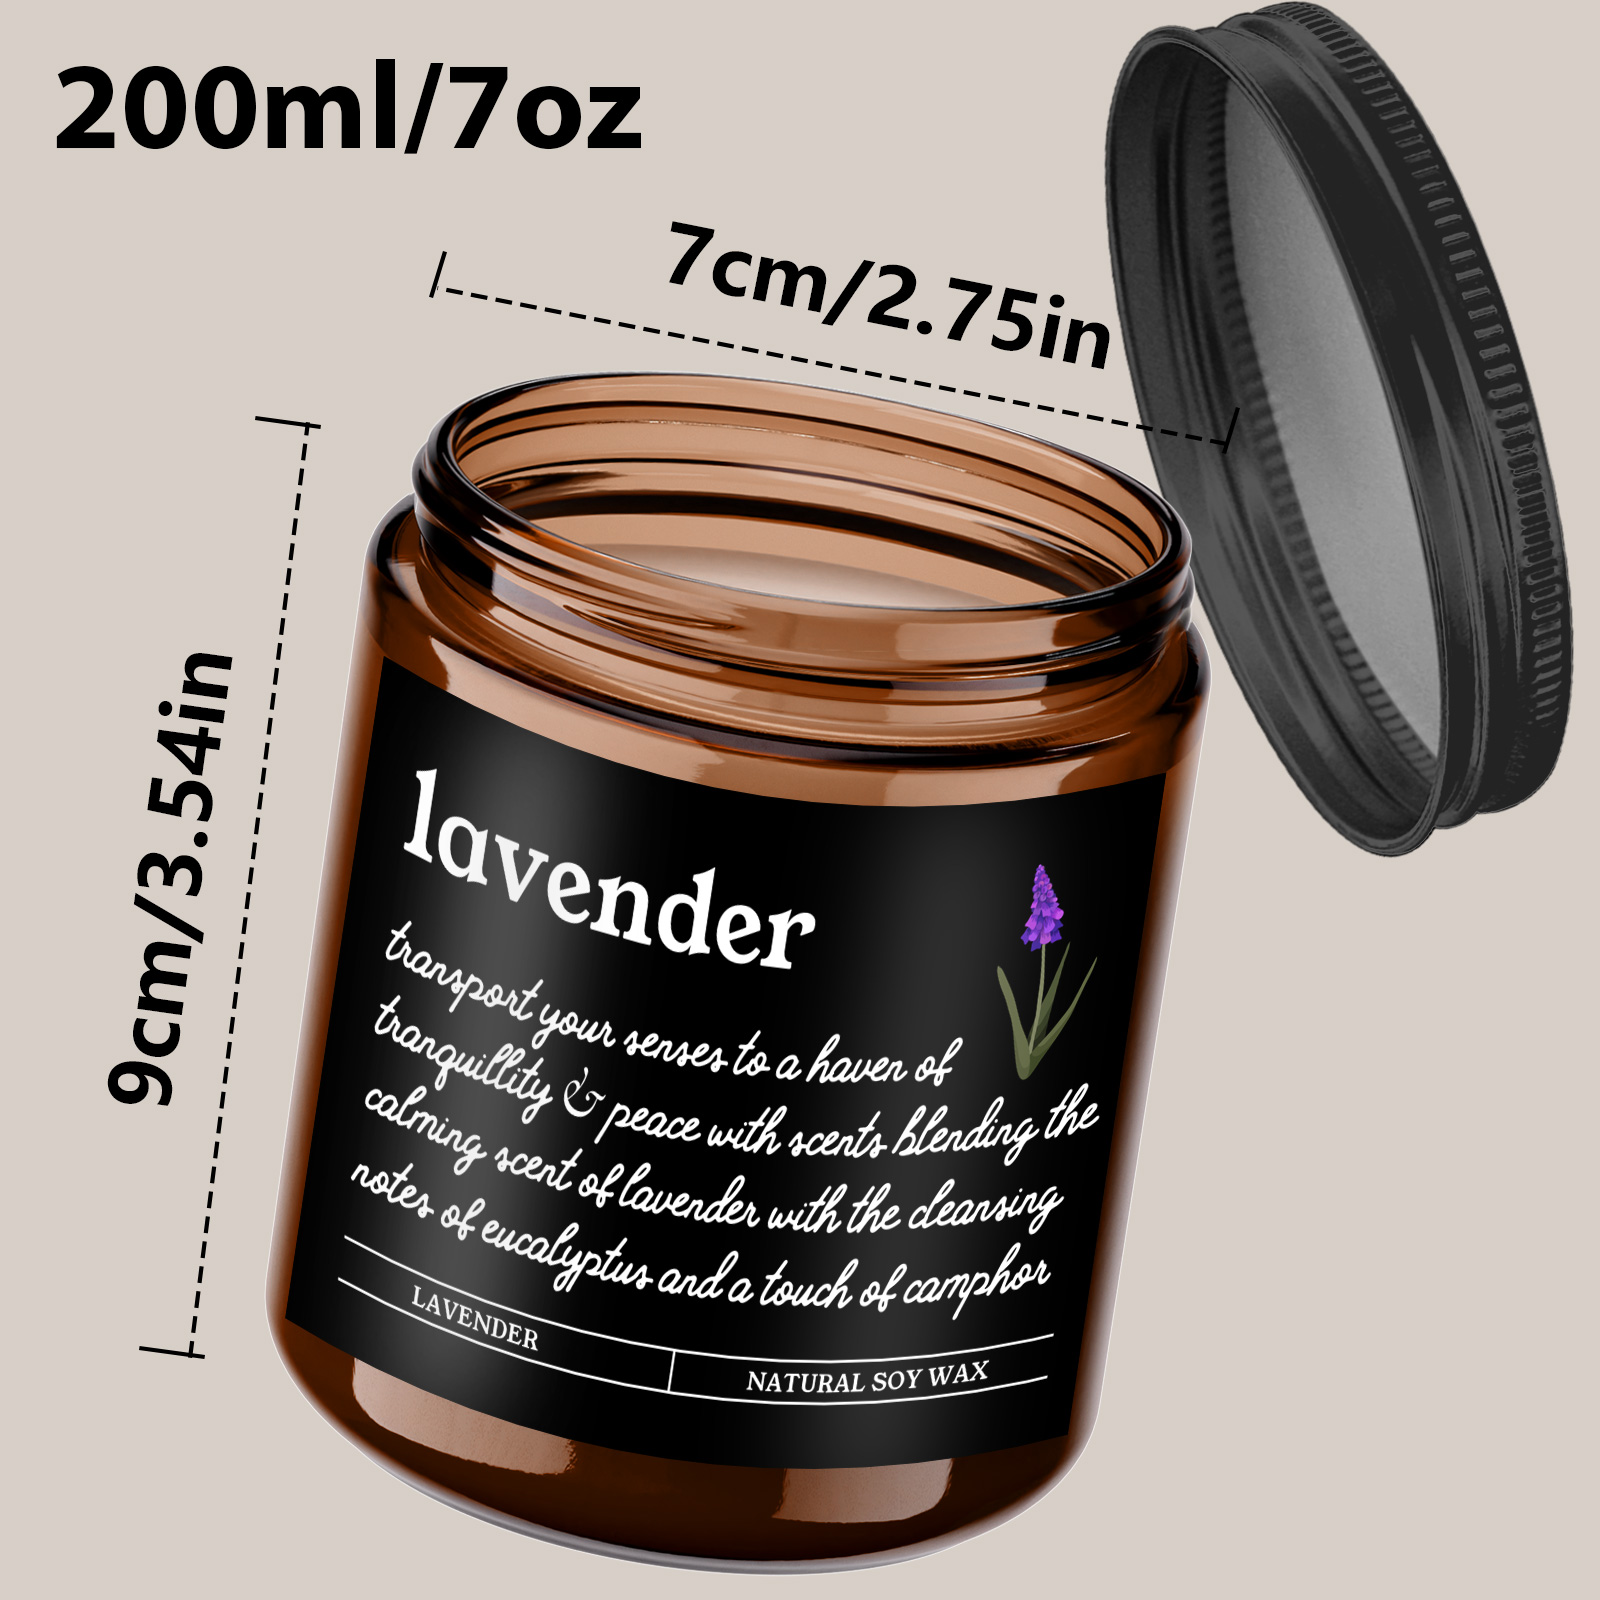 200ml/7oz
7cm/2.75in
9cm/3.54in
lavender
transport your senses to a haven of
tranquillity & peace with scents blending the
calming scent of lavender with the cleansing
notes of eucalyptus and a touch of camphor
LAVENDER
NATURAL SOY WAX